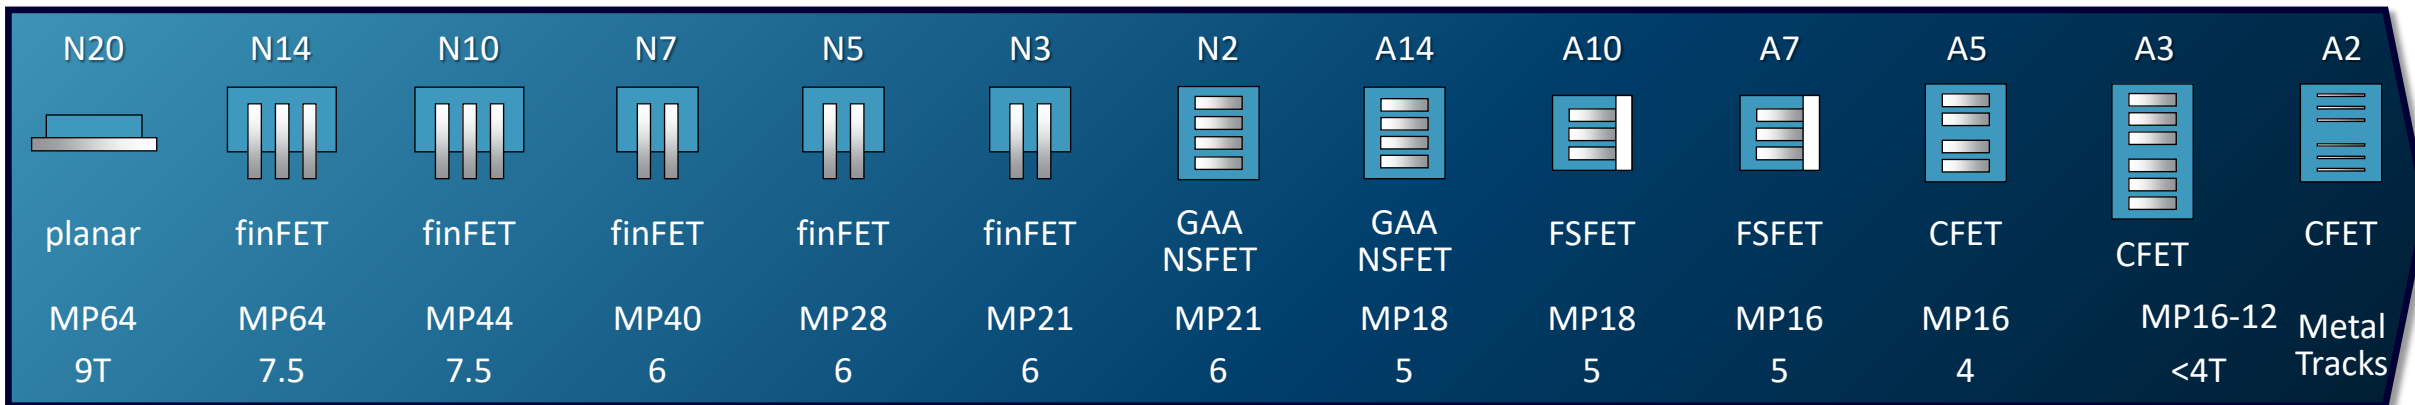 N20 N14 N10 N7 N5 N3 N2 A14 A10 A7 A5 A3 A2
planar finFET finFET finFET finFET finFET GAA NSFET GAA NSFET FSFET FSFET CFET CFET CFET
MP64 MP64 MP44 MP40 MP28 MP21 MP21 MP18 MP18 MP16 MP16 MP16-12 Metal
9T 7.5 7.5 6 6 6 6 5 5 5 4 <4T Tracks